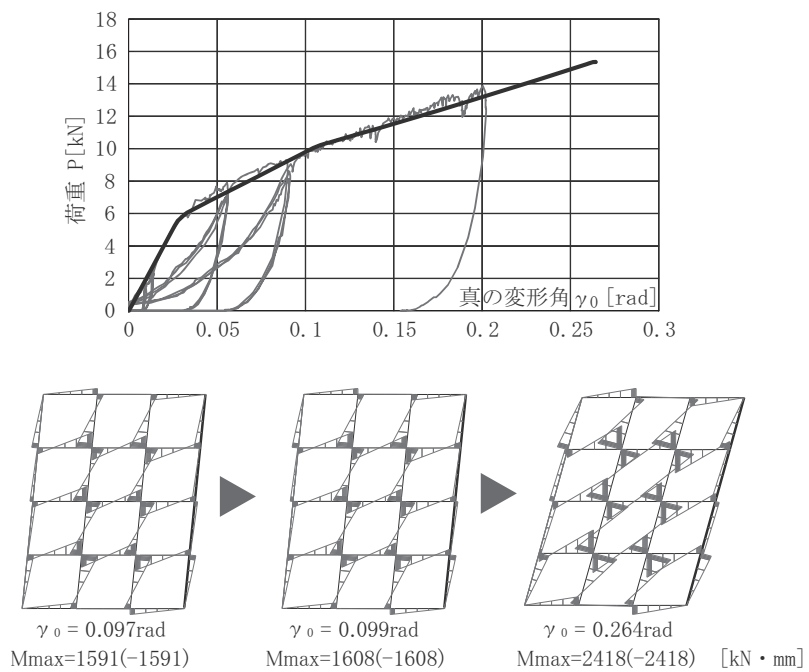 18
16
14
12
10
8
6
4
2
0
荷重 P[kN]
真の変形角 γ₀ [rad]
0 0.05 0.1 0.15 0.2 0.25 0.3
γ₀ = 0.097rad γ₀ = 0.099rad γ₀ = 0.264rad
Mmax=1591(-1591) Mmax=1608(-1608) Mmax=2418(-2418) [kN・mm]